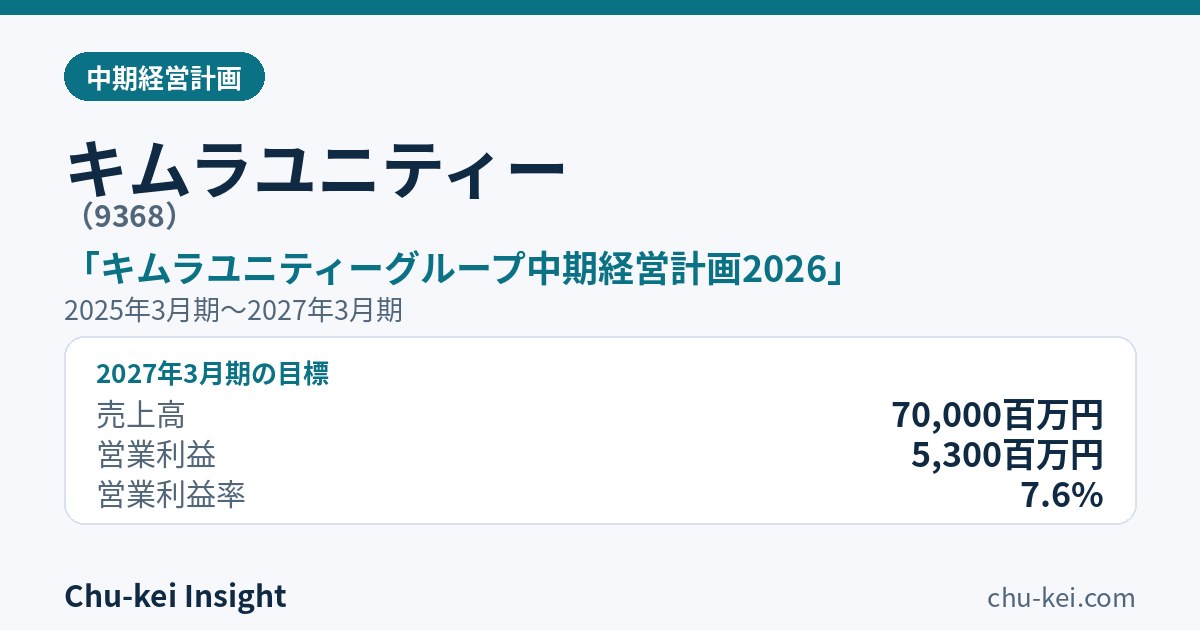 中期経営計画
キムラユニティー
（9368）
「キムラユニティーグループ中期経営計画2026」
2025年3月期〜2027年3月期
2027年3月期の目標
売上高 70,000百万円
営業利益 5,300百万円
営業利益率 7.6%
Chu-kei Insight chu-kei.com